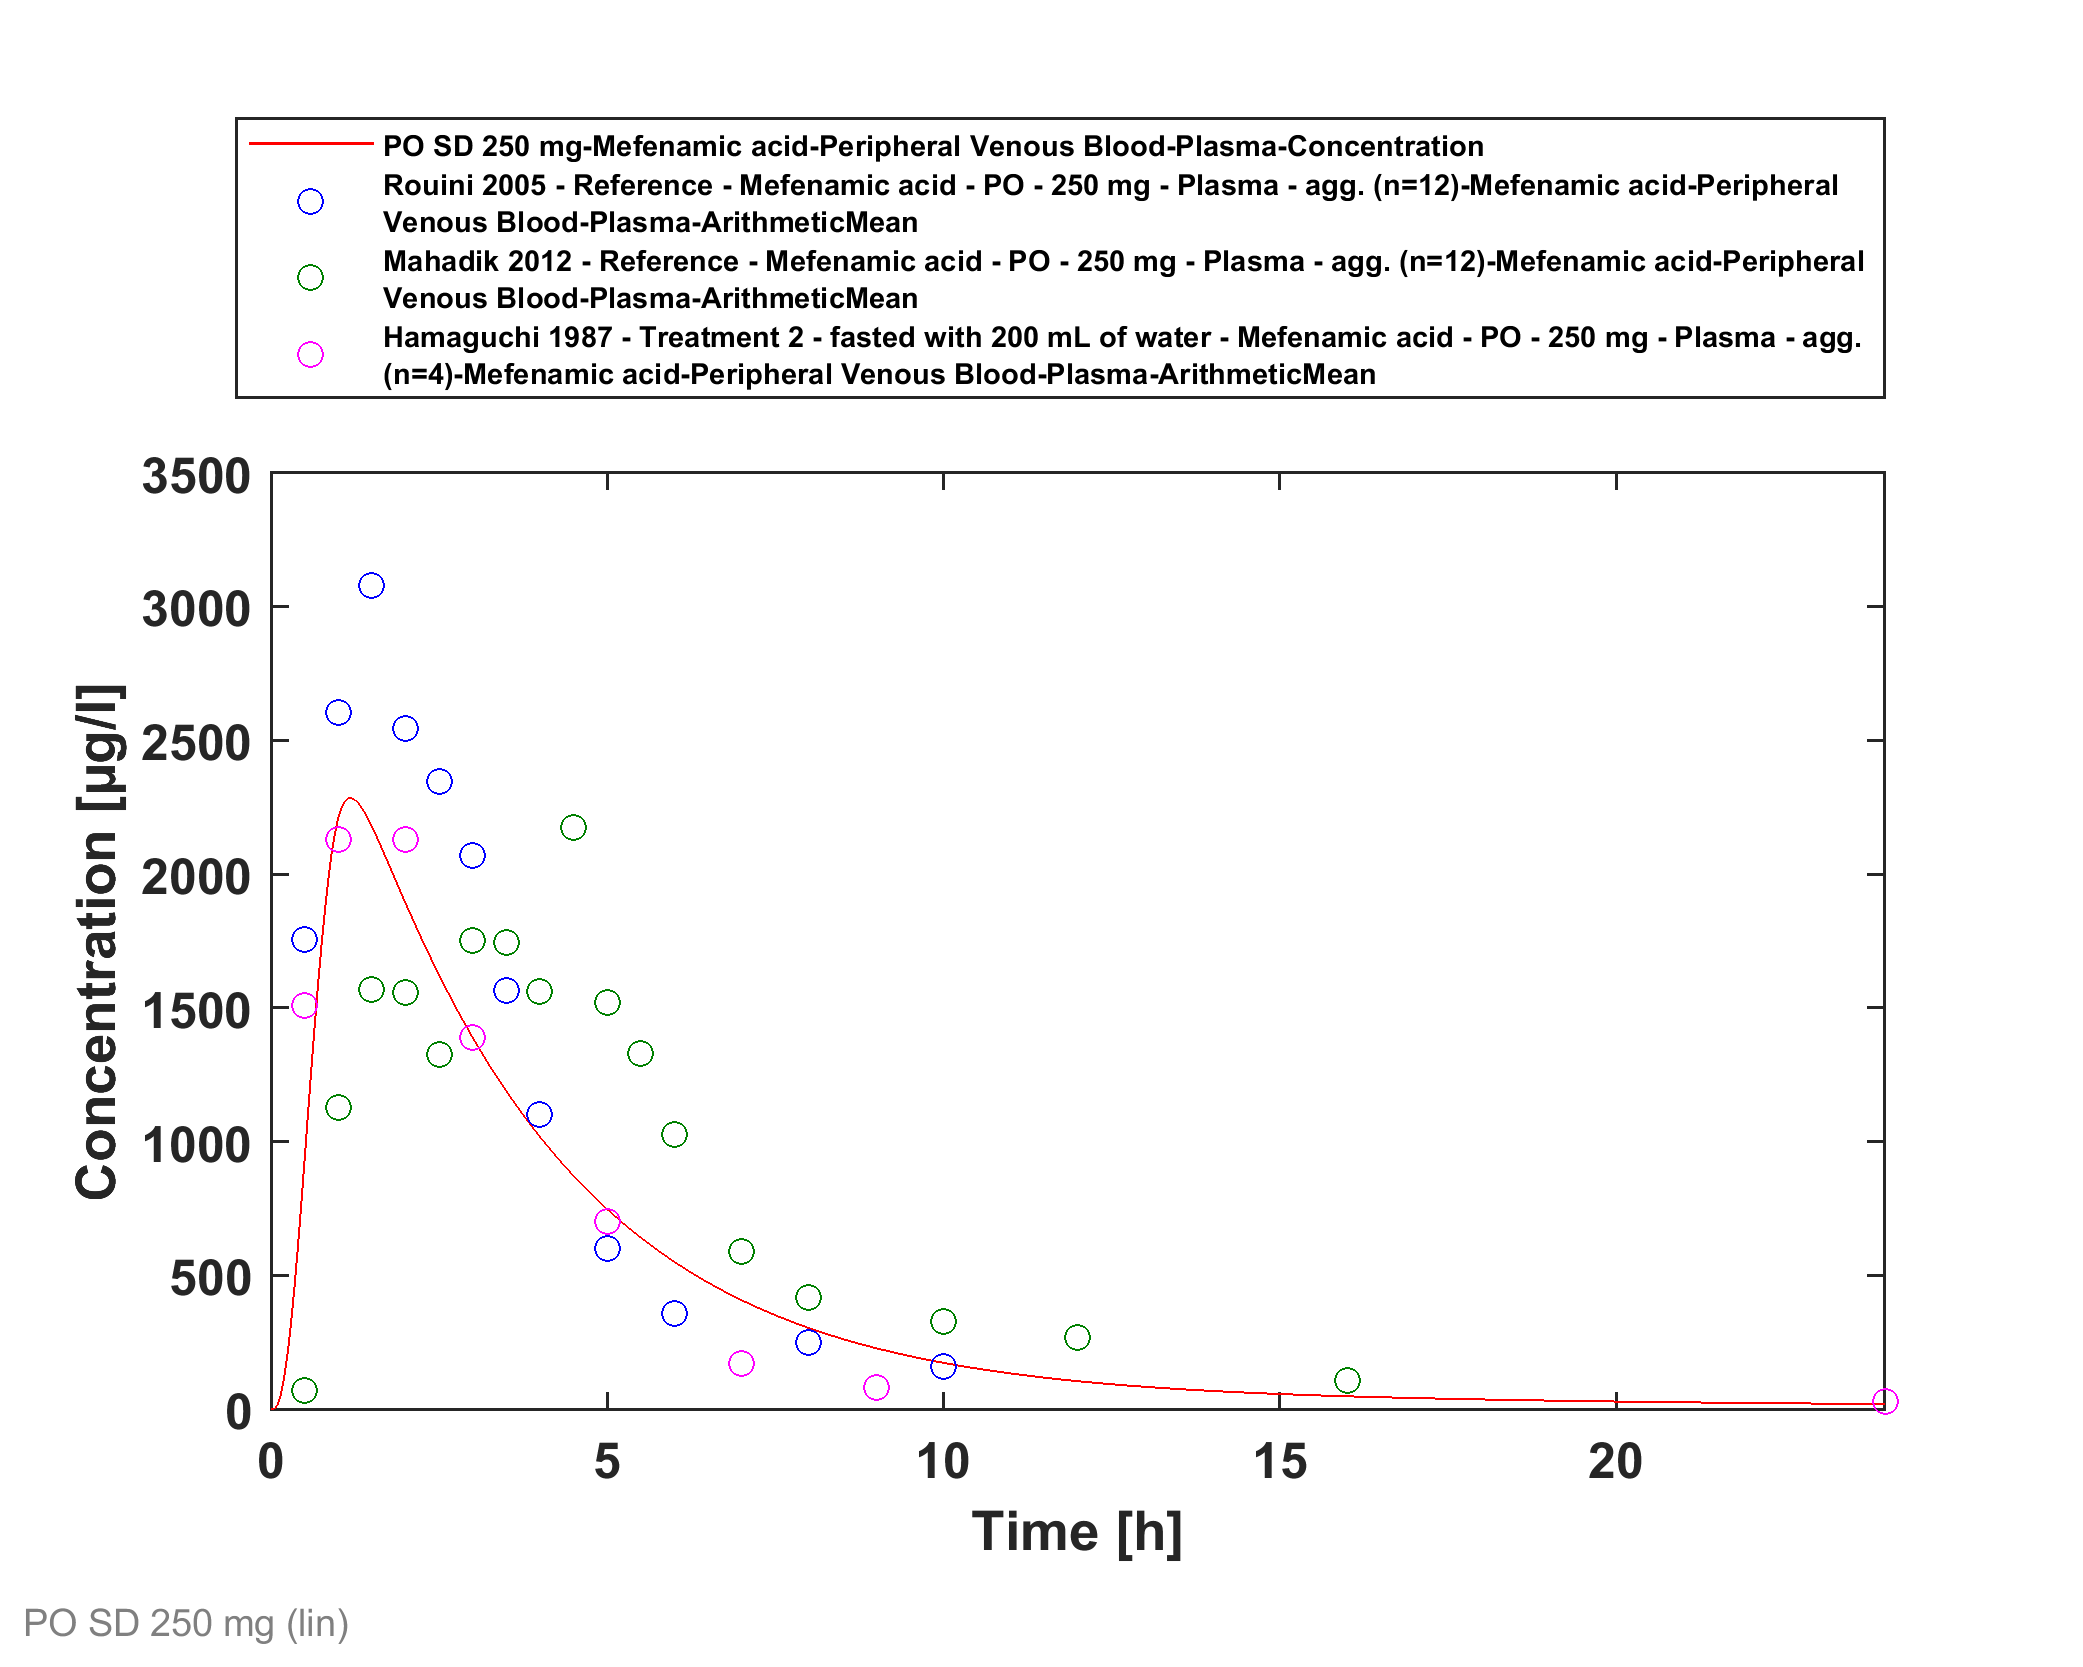 PO SD 250 mg-Mefenamic acid-Peripheral Venous Blood-Plasma-Concentration
Rouini 2005 - Reference - Mefenamic acid - PO - 250 mg - Plasma - agg. (n=12)-Mefenamic acid-Peripheral
Venous Blood-Plasma-ArithmeticMean
Mahadik 2012 - Reference - Mefenamic acid - PO - 250 mg - Plasma - agg. (n=12)-Mefenamic acid-Peripheral
Venous Blood-Plasma-ArithmeticMean
Hamaguchi 1987 - Treatment 2 - fasted with 200 mL of water - Mefenamic acid - PO - 250 mg - Plasma - agg.
(n=4)-Mefenamic acid-Peripheral Venous Blood-Plasma-ArithmeticMean
Concentration [µg/l]
3500
3000
2500
2000
1500
1000
500
0
0 5 10 15 20
Time [h]
PO SD 250 mg (lin)